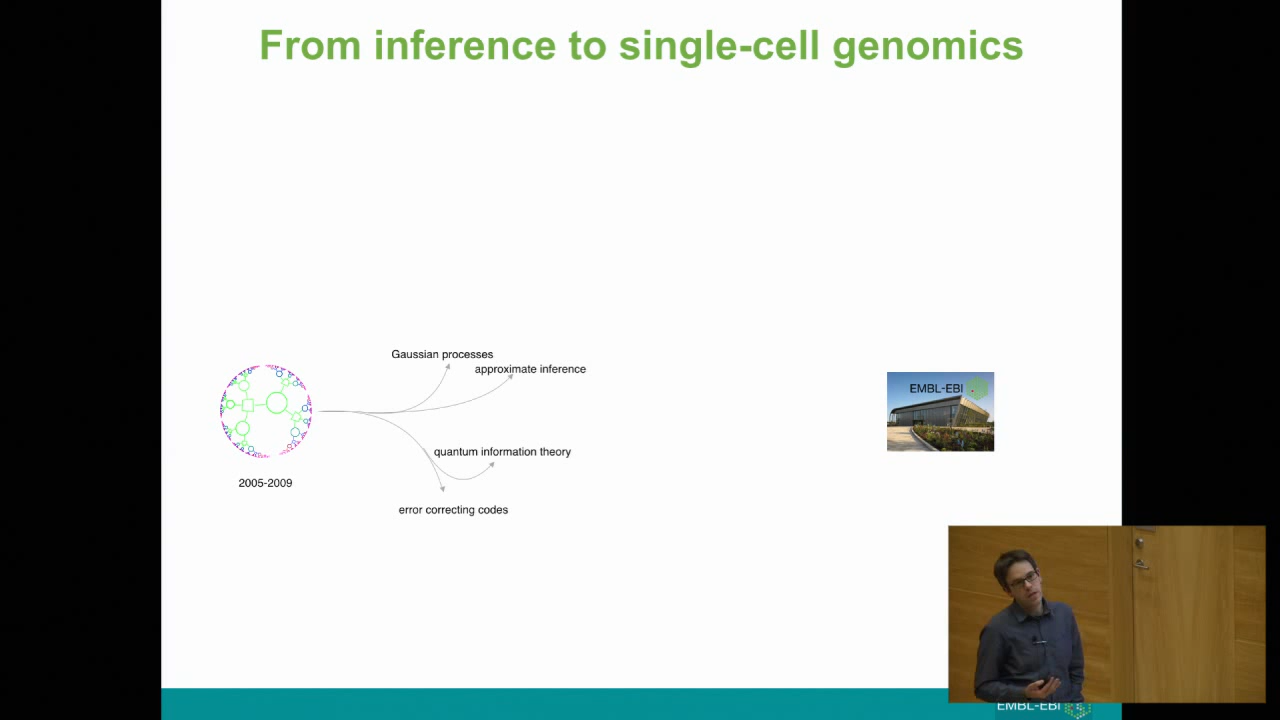 From inference to single-cell genomics
Gaussian processes
approximate inference
EMBL-EBI
quantum information theory
2005-2009
error correcting codes
EMBL-EBI